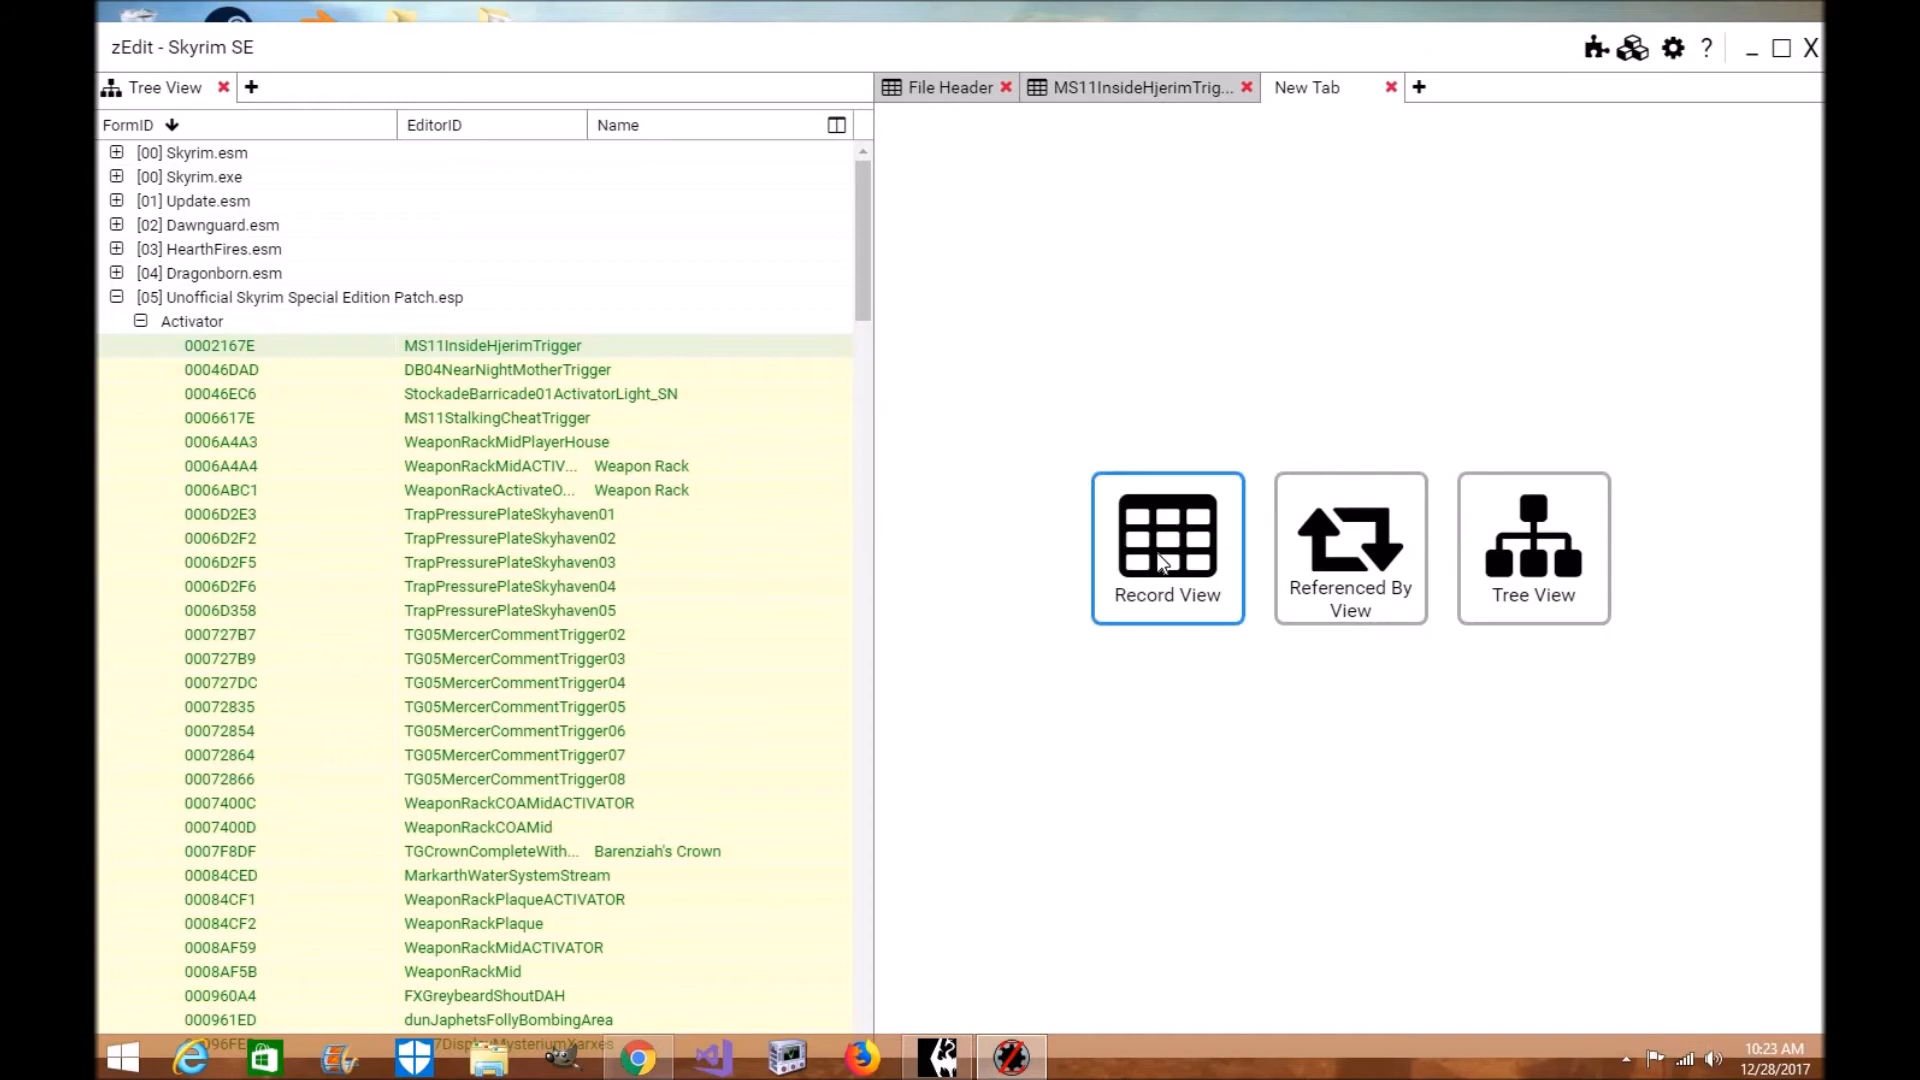 zEdit - Skyrim SE
?
X
Tree View
File Header
MS11InsideHjerimTrig...
New Tab
FormID
EditorID
Name
[00] Skyrim.esm
[00] Skyrim.exe
[01] Update.esm
[02] Dawnguard.esm
[03] HearthFires.esm
[04] Dragonborn.esm
[05] Unofficial Skyrim Special Edition Patch.esp
Activator
0002167E MS11InsideHjerimTrigger
00046DAD DB04NearNightMotherTrigger
00046EC6 StockadeBarricade01ActivatorLight_SN
0006617E MS11StalkingCheatTrigger
0006A4A3 WeaponRackMidPlayerHouse
0006A4A4 WeaponRackMidACTIV... Weapon Rack
0006ABC1 WeaponRackActivateO... Weapon Rack
0006D2E3 TrapPressurePlateSkyhaven01
0006D2F2 TrapPressurePlateSkyhaven02
0006D2F5 TrapPressurePlateSkyhaven03
0006D2F6 TrapPressurePlateSkyhaven04
0006D358 TrapPressurePlateSkyhaven05
000727B7 TG05MercerCommentTrigger02
000727B9 TG05MercerCommentTrigger03
000727DC TG05MercerCommentTrigger04
00072835 TG05MercerCommentTrigger05
00072854 TG05MercerCommentTrigger06
00072864 TG05MercerCommentTrigger07
00072866 TG05MercerCommentTrigger08
0007400C WeaponRackCOAMidACTIVATOR
0007400D WeaponRackCOAMid
0007F8DF TGCrownCompleteWith... Barenziah's Crown
00084CED MarkarthWaterSystemStream
00084CF1 WeaponRackPlaqueACTIVATOR
00084CF2 WeaponRackPlaque
0008AF59 WeaponRackMidACTIVATOR
0008AF5B WeaponRackMid
000960A4 FXGreybeardShoutDAH
000961ED dunJaphetsFollyBombingArea
Record View
Referenced By
View
Tree View
10:23 AM
12/28/2017